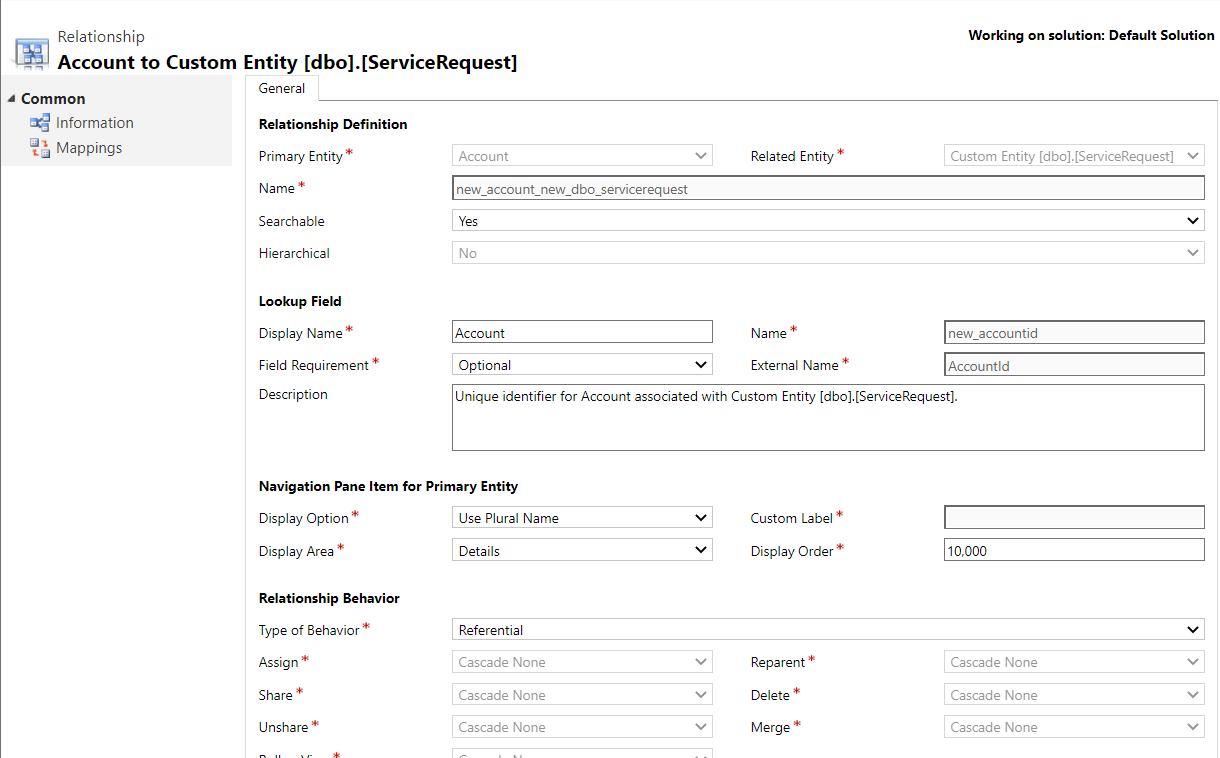 Relationship
Working on solution: Default Solution
Account to Custom Entity [dbo].[ServiceRequest]
Common
Information
Mappings
General
Relationship Definition
Primary Entity * Account Related Entity * Custom Entity [dbo].[ServiceRequest]
Name * new_account_new_dbo_servicerequest
Searchable Yes
Hierarchical No
Lookup Field
Display Name * Account Name * new_accountid
Field Requirement * Optional External Name * AccountId
Description Unique identifier for Account associated with Custom Entity [dbo].[ServiceRequest].
Navigation Pane Item for Primary Entity
Display Option * Use Plural Name Custom Label *
Display Area * Details Display Order * 10,000
Relationship Behavior
Type of Behavior * Referential
Assign * Cascade None Reparent * Cascade None
Share * Cascade None Delete * Cascade None
Unshare * Cascade None Merge * Cascade None